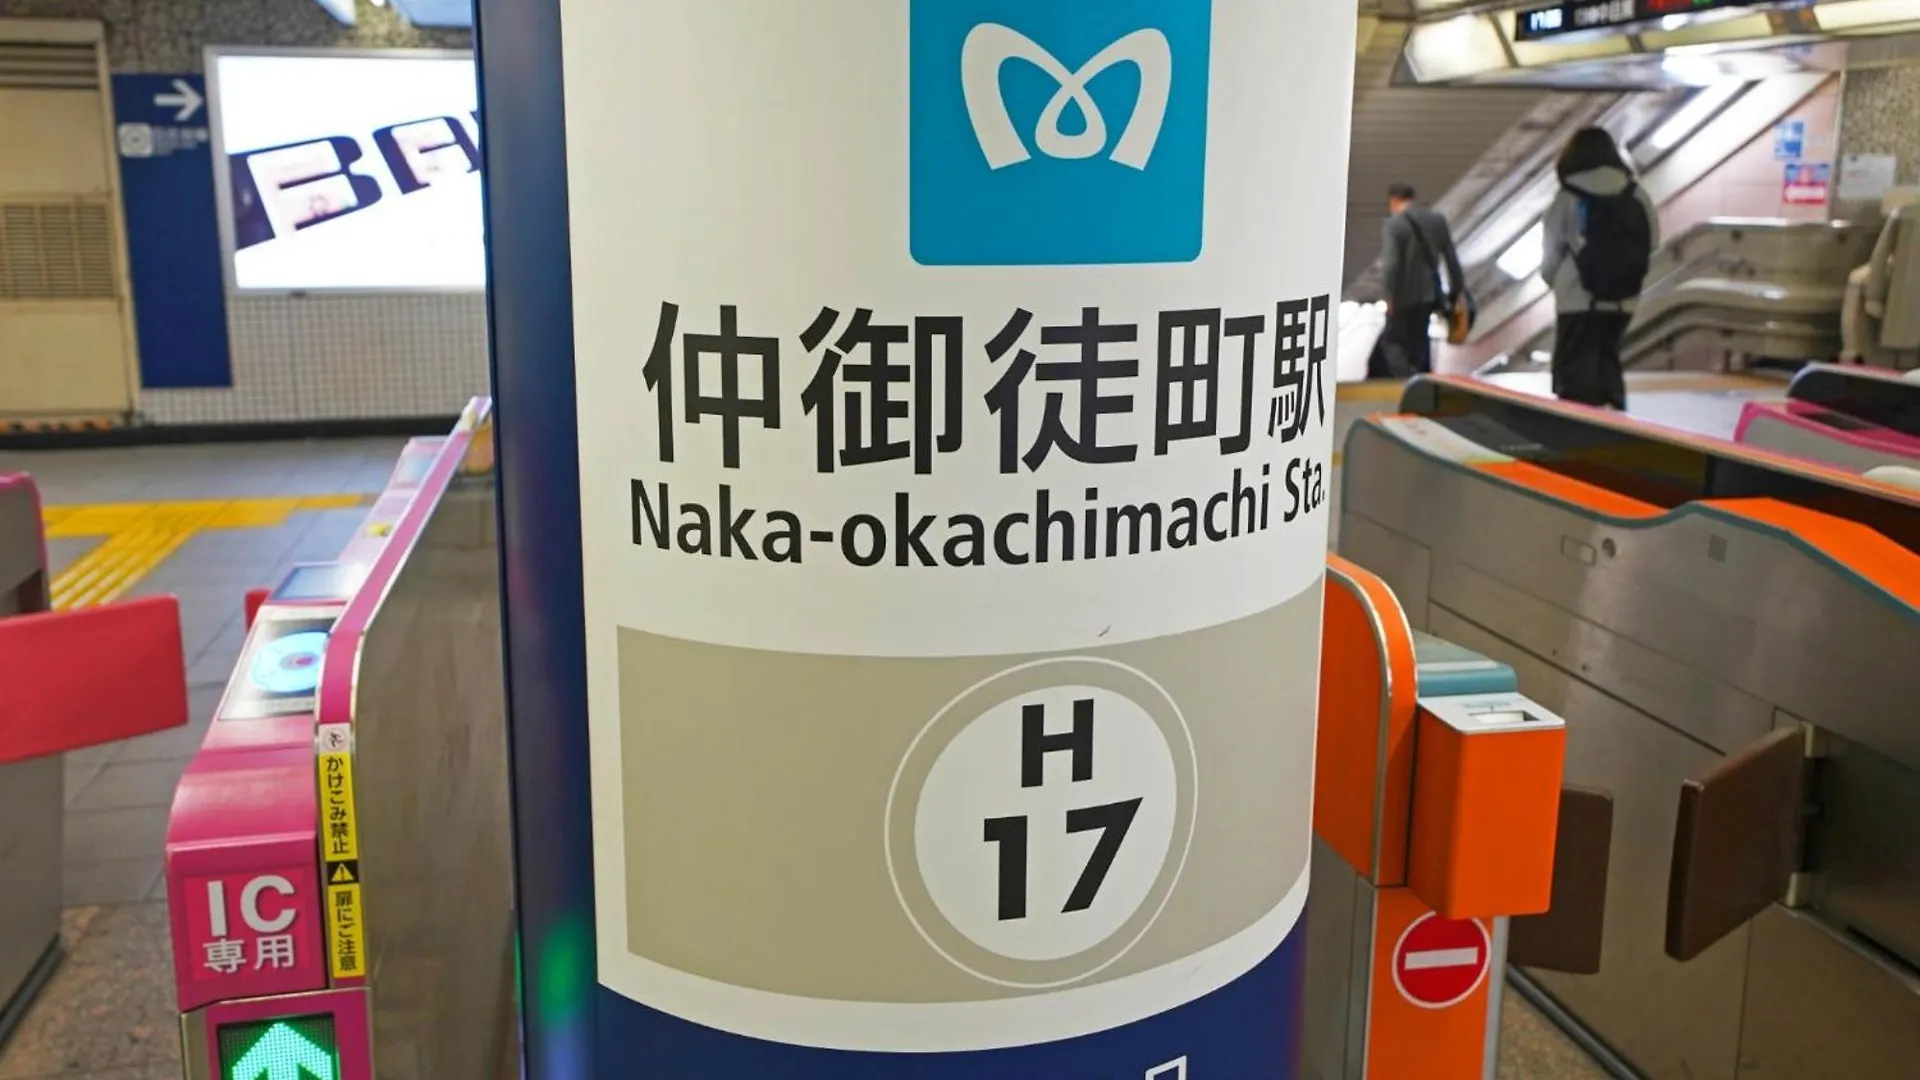 仲御徒町駅
Naka-okachimachi Sta.
H
17
かけこみ禁止
扉にご注意
IC
専用